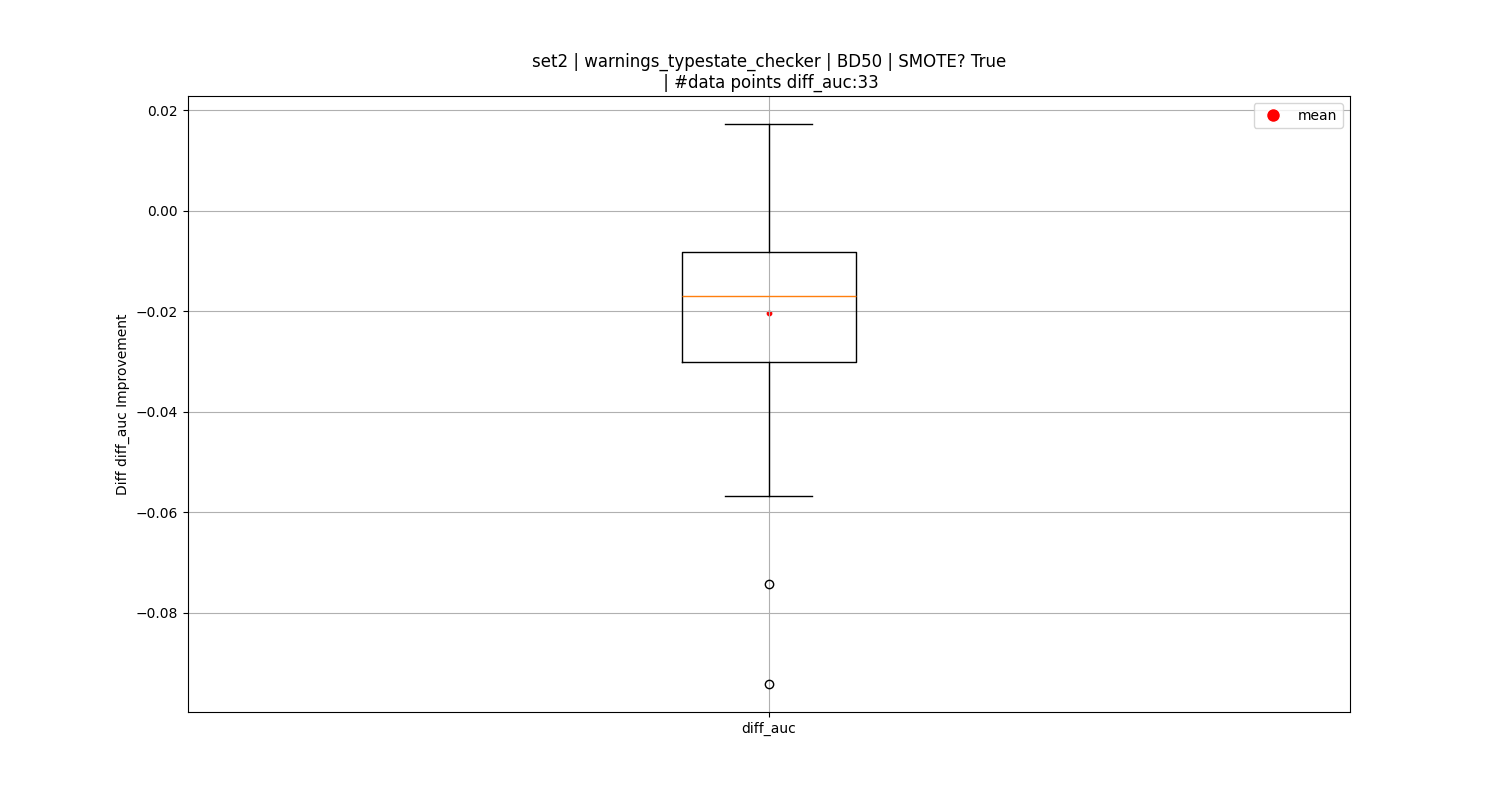 set2 | warnings_typestate_checker | BD50 | SMOTE? True
| #data points diff_auc:33
mean
0.02
0.00
−0.02
−0.04
−0.06
−0.08
Diff diff_auc Improvement
diff_auc